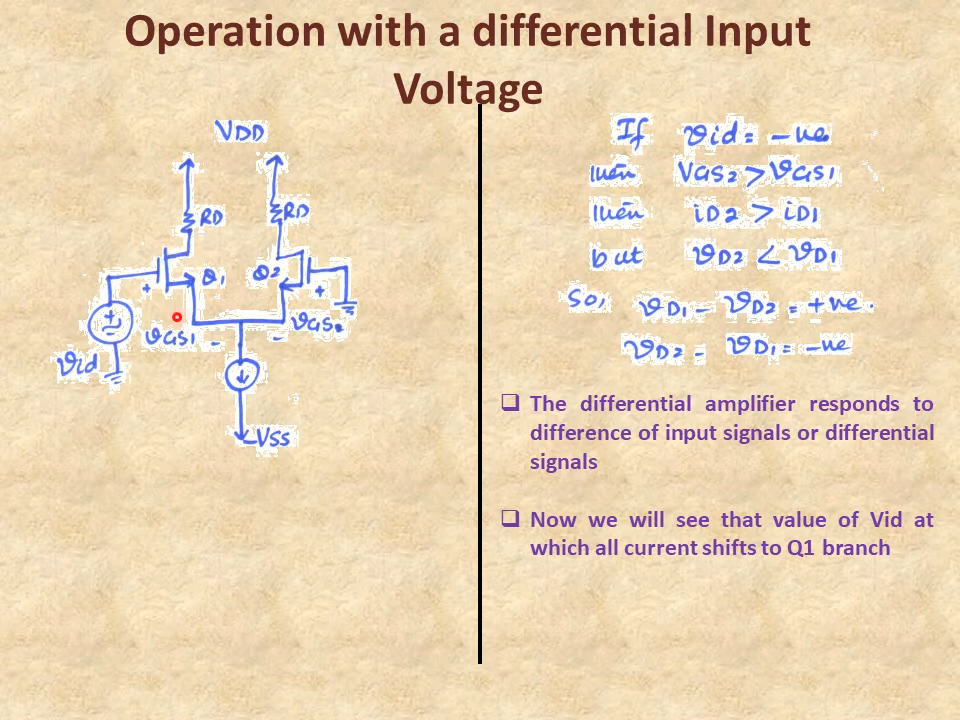 Operation with a differential Input
Voltage
VDD
RD
RD
Q1
Q2
+
+
+
-
vGS1 -
- vGS2
vid
VSS
If vid = -ve
then VGS2 > vGS1
then iD2 > iD1
but vD2 < vD1
So, vD1 - vD2 = +ve.
vD2 - vD1 = -ve
❑ The differential amplifier responds to
difference of input signals or differential
signals
❑ Now we will see that value of Vid at
which all current shifts to Q1 branch